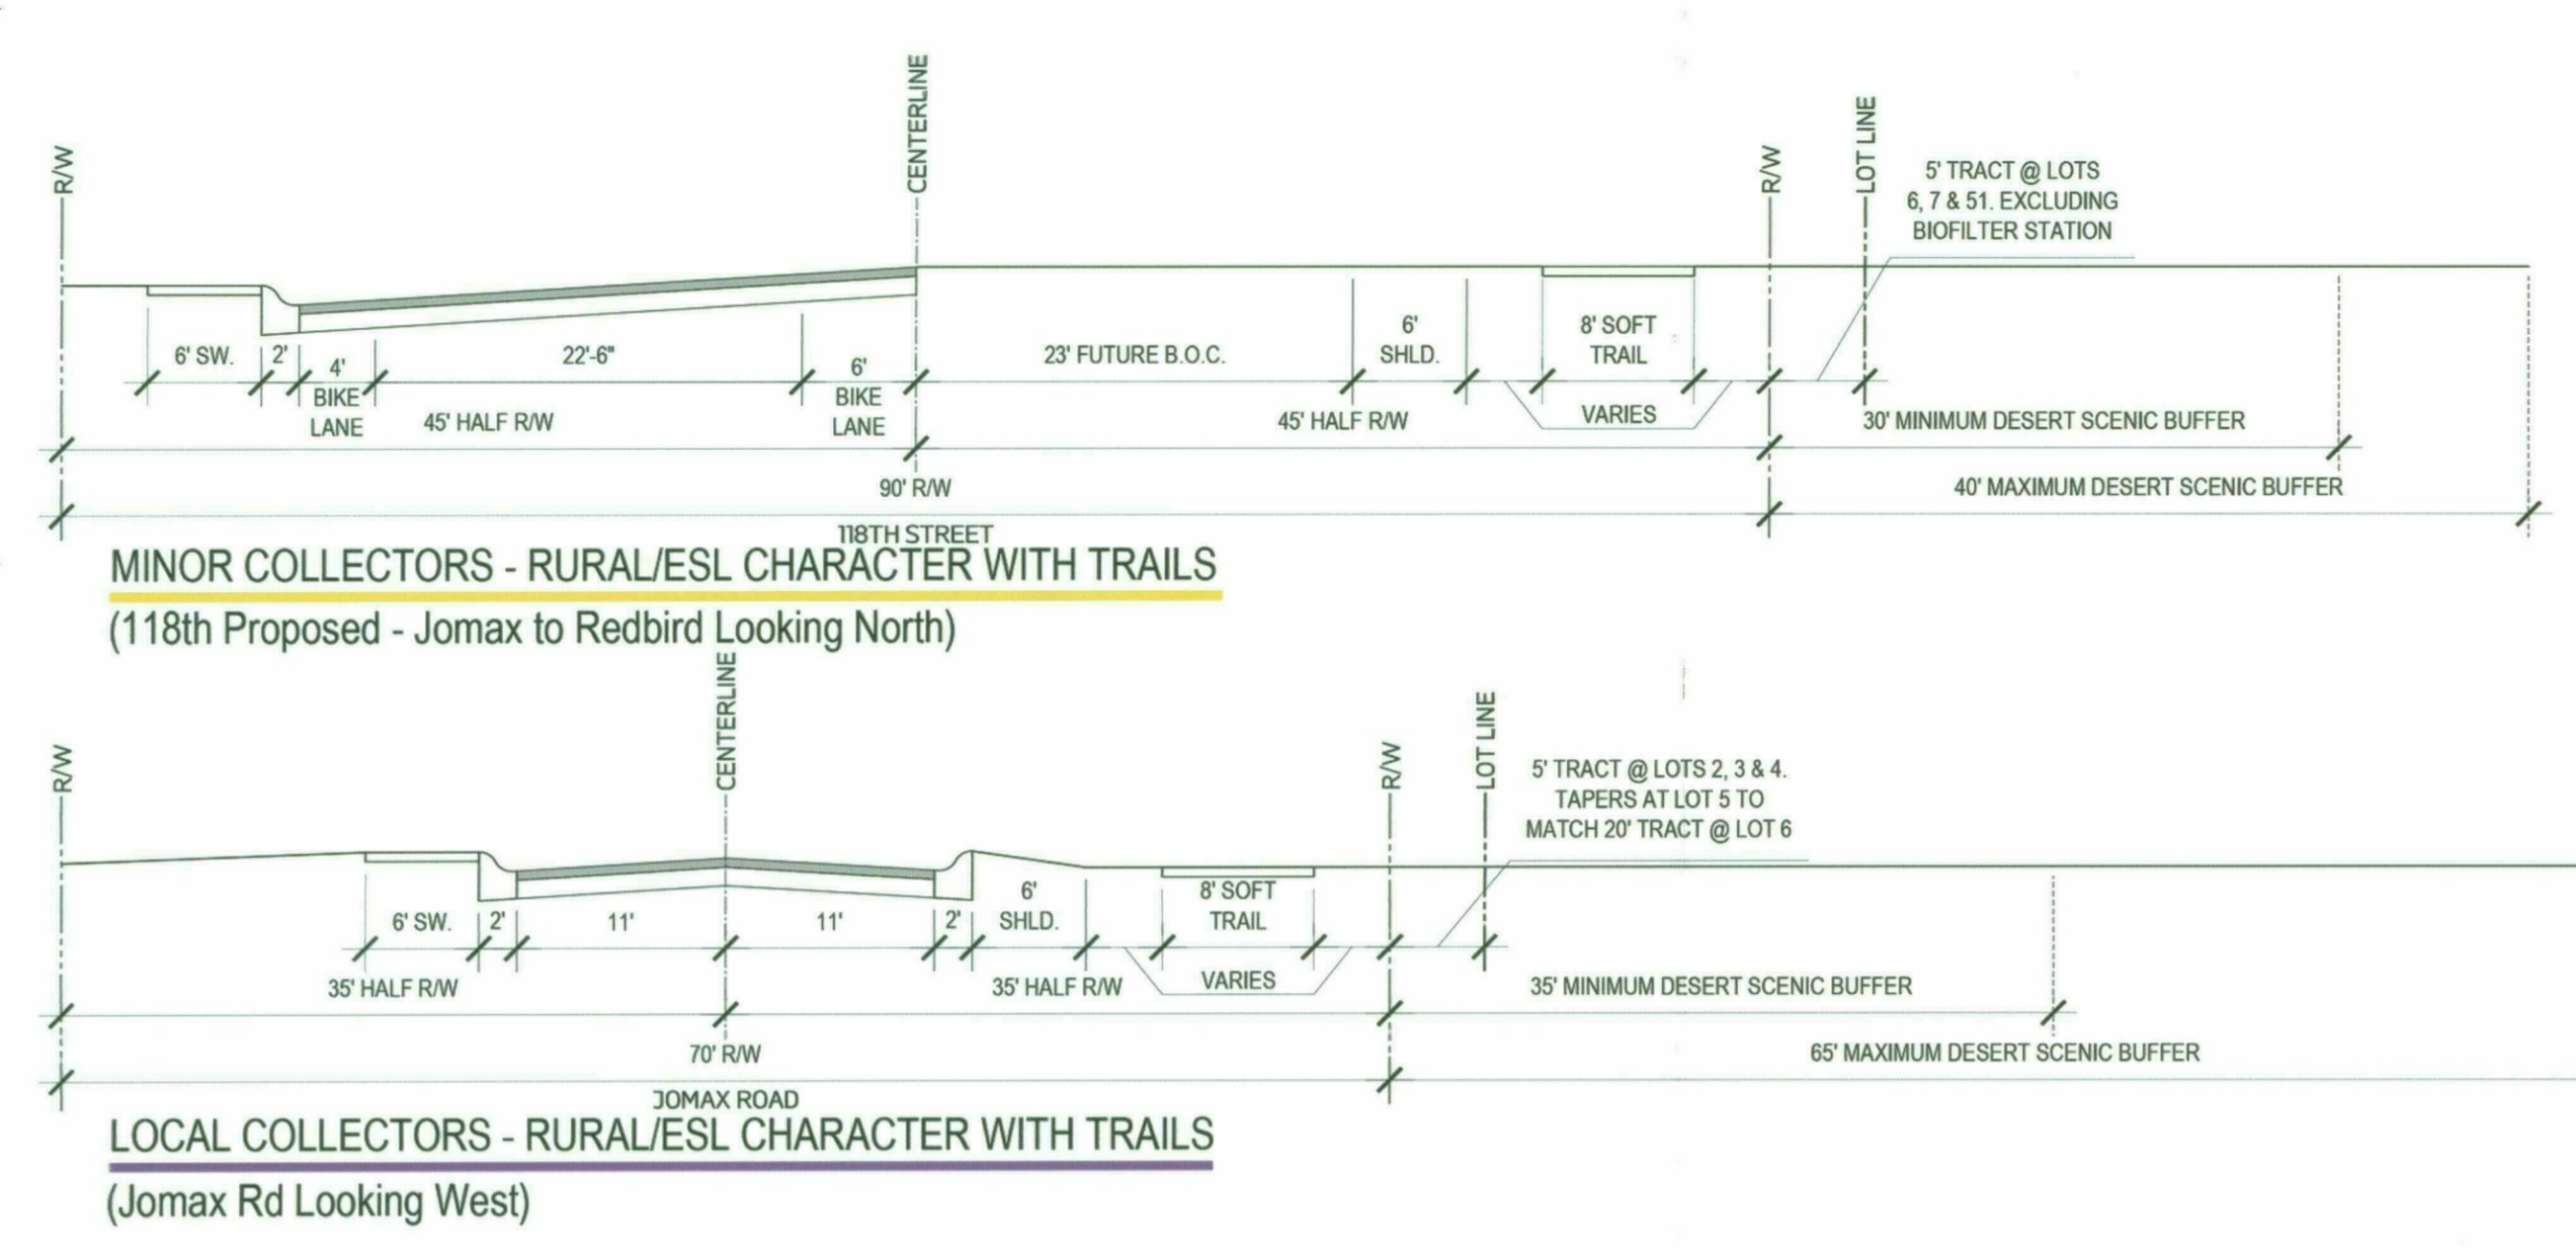 R/W
CENTERLINE
R/W
LOT LINE
5' TRACT @ LOTS
6, 7 & 51. EXCLUDING
BIOFILTER STATION
6' SW.
2'
4'
BIKE
LANE
22'-6"
6'
BIKE
LANE
23' FUTURE B.O.C.
6'
SHLD.
8' SOFT
TRAIL
VARIES
45' HALF R/W
45' HALF R/W
30' MINIMUM DESERT SCENIC BUFFER
90' R/W
40' MAXIMUM DESERT SCENIC BUFFER
118TH STREET
MINOR COLLECTORS - RURAL/ESL CHARACTER WITH TRAILS
(118th Proposed - Jomax to Redbird Looking North)
R/W
CENTERLINE
R/W
LOT LINE
5' TRACT @ LOTS 2, 3 & 4.
TAPERS AT LOT 5 TO
MATCH 20' TRACT @ LOT 6
6' SW.
2'
11'
11'
2'
6'
SHLD.
8' SOFT
TRAIL
VARIES
35' HALF R/W
35' HALF R/W
35' MINIMUM DESERT SCENIC BUFFER
70' R/W
65' MAXIMUM DESERT SCENIC BUFFER
JOMAX ROAD
LOCAL COLLECTORS - RURAL/ESL CHARACTER WITH TRAILS
(Jomax Rd Looking West)